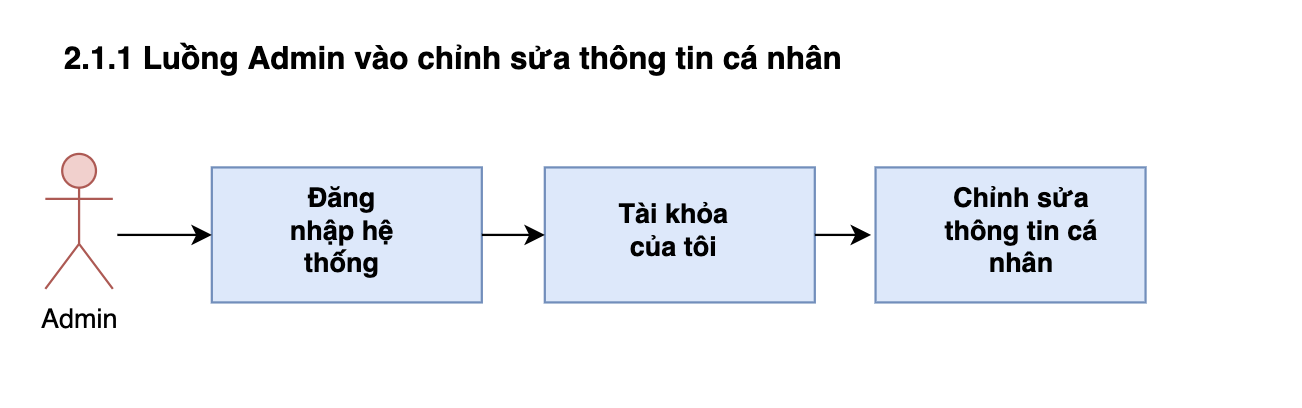 2.1.1 Luồng Admin vào chỉnh sửa thông tin cá nhân
Đăng
nhập hệ
thống
Tài khỏa
của tôi
Chỉnh sửa
thông tin cá
nhân
Admin